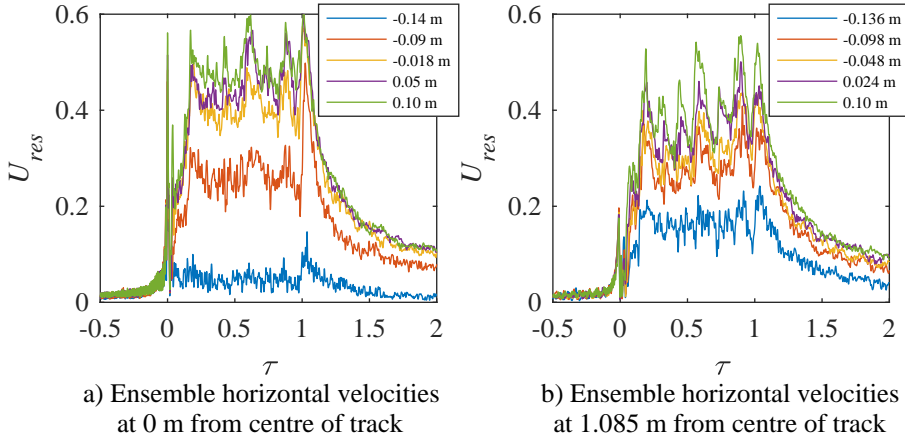 0.6
0.4
0.2
0
U_res
-0.5 0 0.5 1 1.5 2
τ
-0.14 m
-0.09 m
-0.018 m
0.05 m
0.10 m
a) Ensemble horizontal velocities
at 0 m from centre of track
0.6
0.4
0.2
0
U_res
-0.5 0 0.5 1 1.5 2
τ
-0.136 m
-0.098 m
-0.048 m
0.024 m
0.10 m
b) Ensemble horizontal velocities
at 1.085 m from centre of track